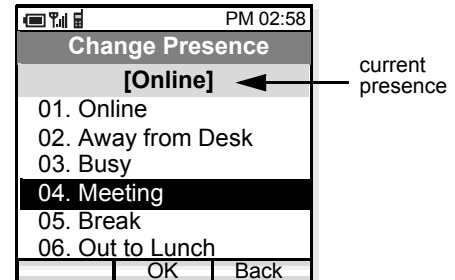 PM 02:58
Change Presence
[Online]
current
presence
01. Online
02. Away from Desk
03. Busy
04. Meeting
05. Break
06. Out to Lunch
OK Back